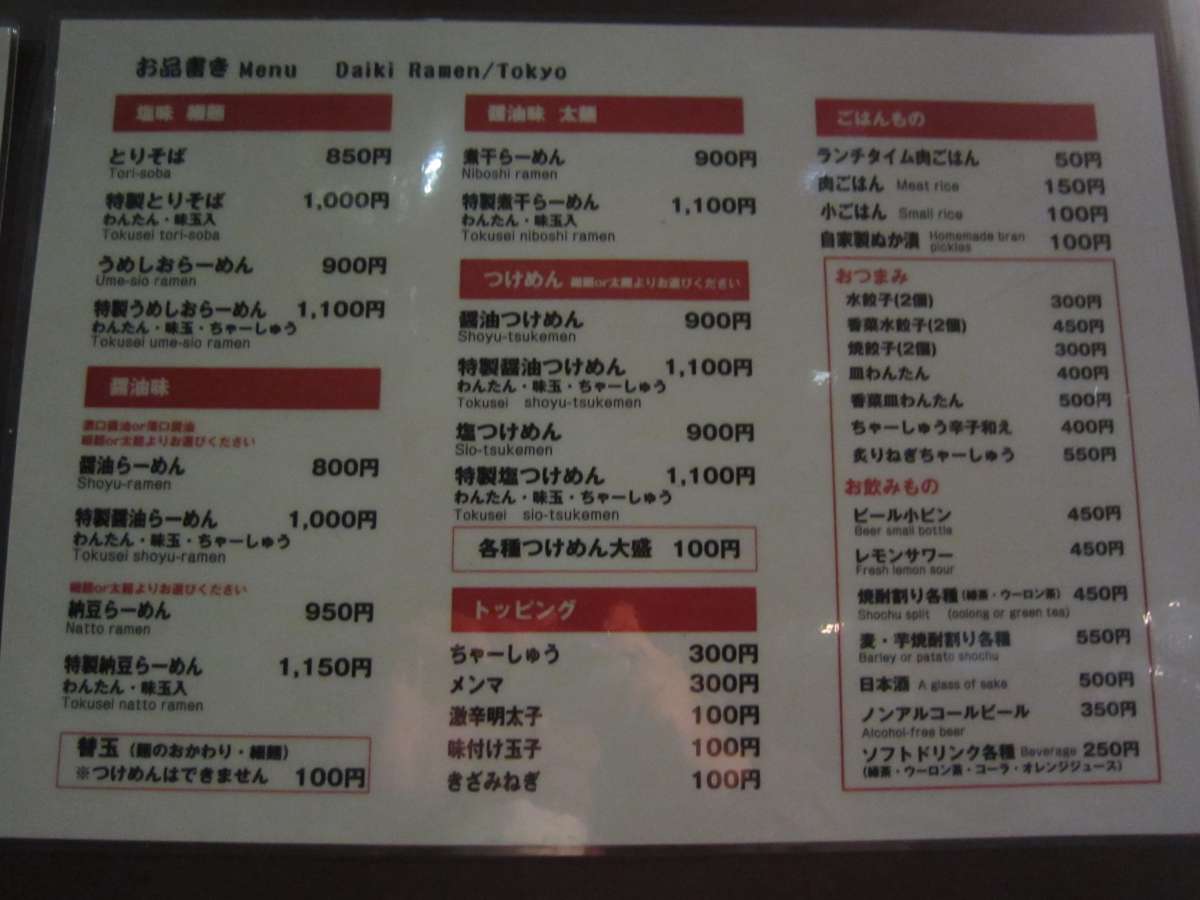 お品書き Menu Daiki Ramen/Tokyo
塩味 細麺
とりそば 850円
Tori-soba
特製とりそば 1,000円
わんたん・味玉入
Tokusei tori-soba
うめしおらーめん 900円
Ume-sio ramen
特製うめしおらーめん 1,100円
わんたん・味玉・ちゃーしゅう
Tokusei ume-sio ramen
醤油味
濃口醤油or薄口醤油
細麺or太麺よりお選びください
醤油らーめん 800円
Shoyu-ramen
特製醤油らーめん 1,000円
わんたん・味玉・ちゃーしゅう
Tokusei shoyu-ramen
細麺or太麺よりお選びください
納豆らーめん 950円
Natto ramen
特製納豆らーめん 1,150円
わんたん・味玉入
Tokusei natto ramen
替玉(麺のおかわり・細麺)
※つけめんはできません 100円
醤油味 太麺
煮干らーめん 900円
Niboshi ramen
特製煮干らーめん 1,100円
わんたん・味玉入
Tokusei niboshi ramen
つけめん 細麺or太麺よりお選びください
醤油つけめん 900円
Shoyu-tsukemen
特製醤油つけめん 1,100円
わんたん・味玉・ちゃーしゅう
Tokusei shoyu-tsukemen
塩つけめん 900円
Sio-tsukemen
特製塩つけめん 1,100円
わんたん・味玉・ちゃーしゅう
Tokusei sio-tsukemen
各種つけめん大盛 100円
トッピング
ちゃーしゅう 300円
メンマ 300円
激辛明太子 100円
味付け玉子 100円
きざみねぎ 100円
ごはんもの
ランチタイム肉ごはん 50円
肉ごはん Meat rice 150円
小ごはん Small rice 100円
自家製ぬか漬 Homemade bran pickles 100円
おつまみ
水餃子(2個) 300円
香菜水餃子(2個) 450円
焼餃子(2個) 300円
皿わんたん 400円
香菜皿わんたん 500円
ちゃーしゅう辛子和え 400円
炙りねぎちゃーしゅう 550円
お飲みもの
ビール小ビン 450円
Beer small bottle
レモンサワー 450円
Fresh lemon sour
焼酎割り各種(緑茶・ウーロン茶) 450円
Shochu split (oolong or green tea)
麦・芋焼酎割り各種 550円
Barley or patato shochu
日本酒 A glass of sake 500円
ノンアルコールビール 350円
Alcohol-free beer
ソフトドリンク各種 Beverage 250円
(緑茶・ウーロン茶・コーラ・オレンジジュース)